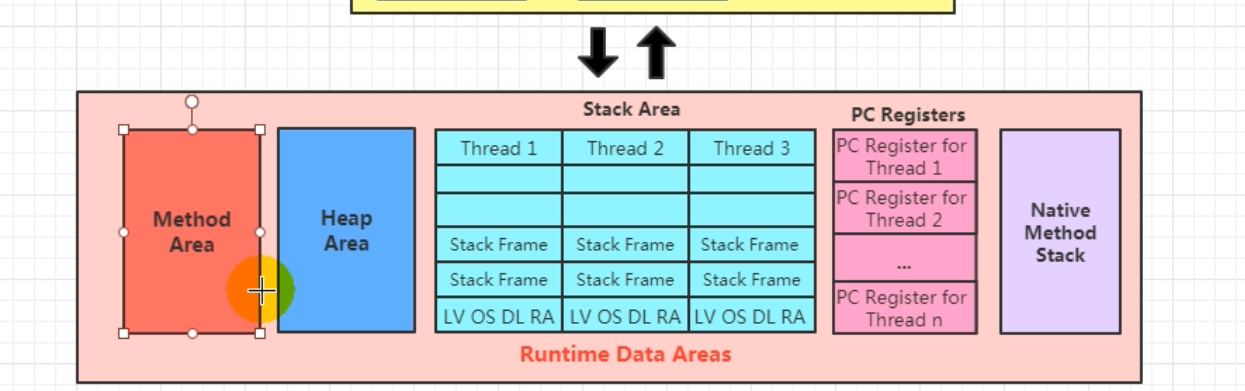 Stack Area
PC Registers
Method
Area
Heap
Area
Thread 1 Thread 2 Thread 3
Stack Frame Stack Frame Stack Frame
Stack Frame Stack Frame Stack Frame
LV OS DL RA LV OS DL RA LV OS DL RA
PC Register for
Thread 1
PC Register for
Thread 2
...
PC Register for
Thread n
Native
Method
Stack
Runtime Data Areas